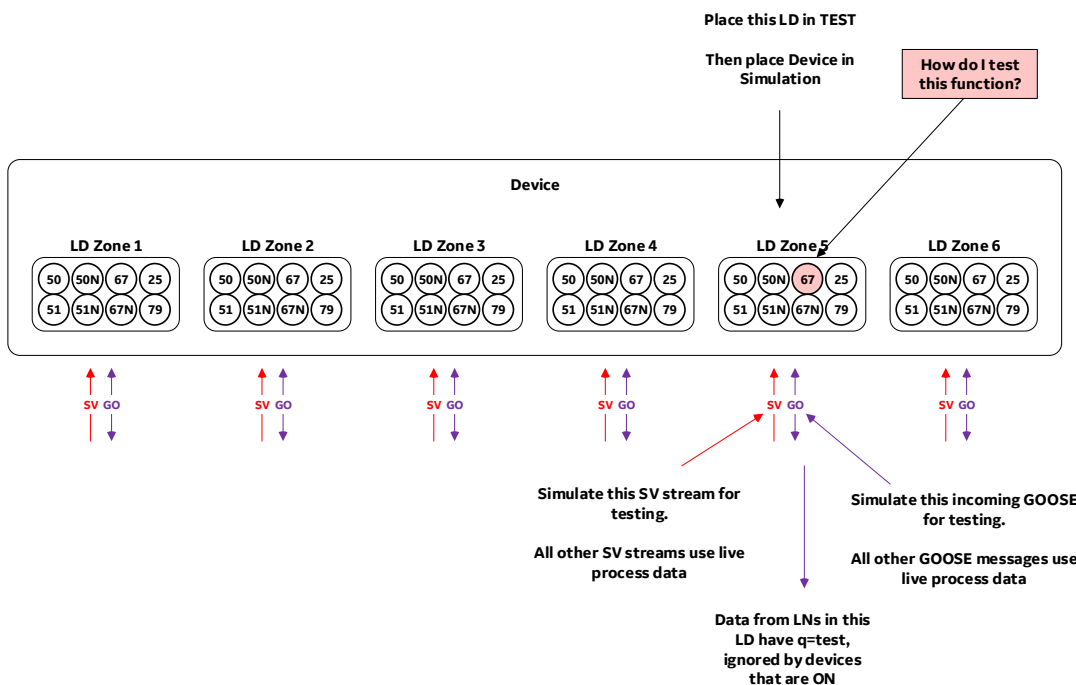 Place this LD in TEST
Then place Device in
Simulation
How do I test
this function?
Device
LD Zone 1
LD Zone 2
LD Zone 3
LD Zone 4
LD Zone 5
LD Zone 6
50 50N 67 25
50 50N 67 25
50 50N 67 25
50 50N 67 25
50 50N 67 25
50 50N 67 25
51 51N 67N 79
51 51N 67N 79
51 51N 67N 79
51 51N 67N 79
51 51N 67N 79
51 51N 67N 79
SV GO
SV GO
SV GO
SV GO
SV GO
SV GO
Simulate this SV stream for
testing.
All other SV streams use live
process data
Simulate this incoming GOOSE
for testing.
All other GOOSE messages use
live process data
Data from LNs in this
LD have q=test,
ignored by devices
that are ON